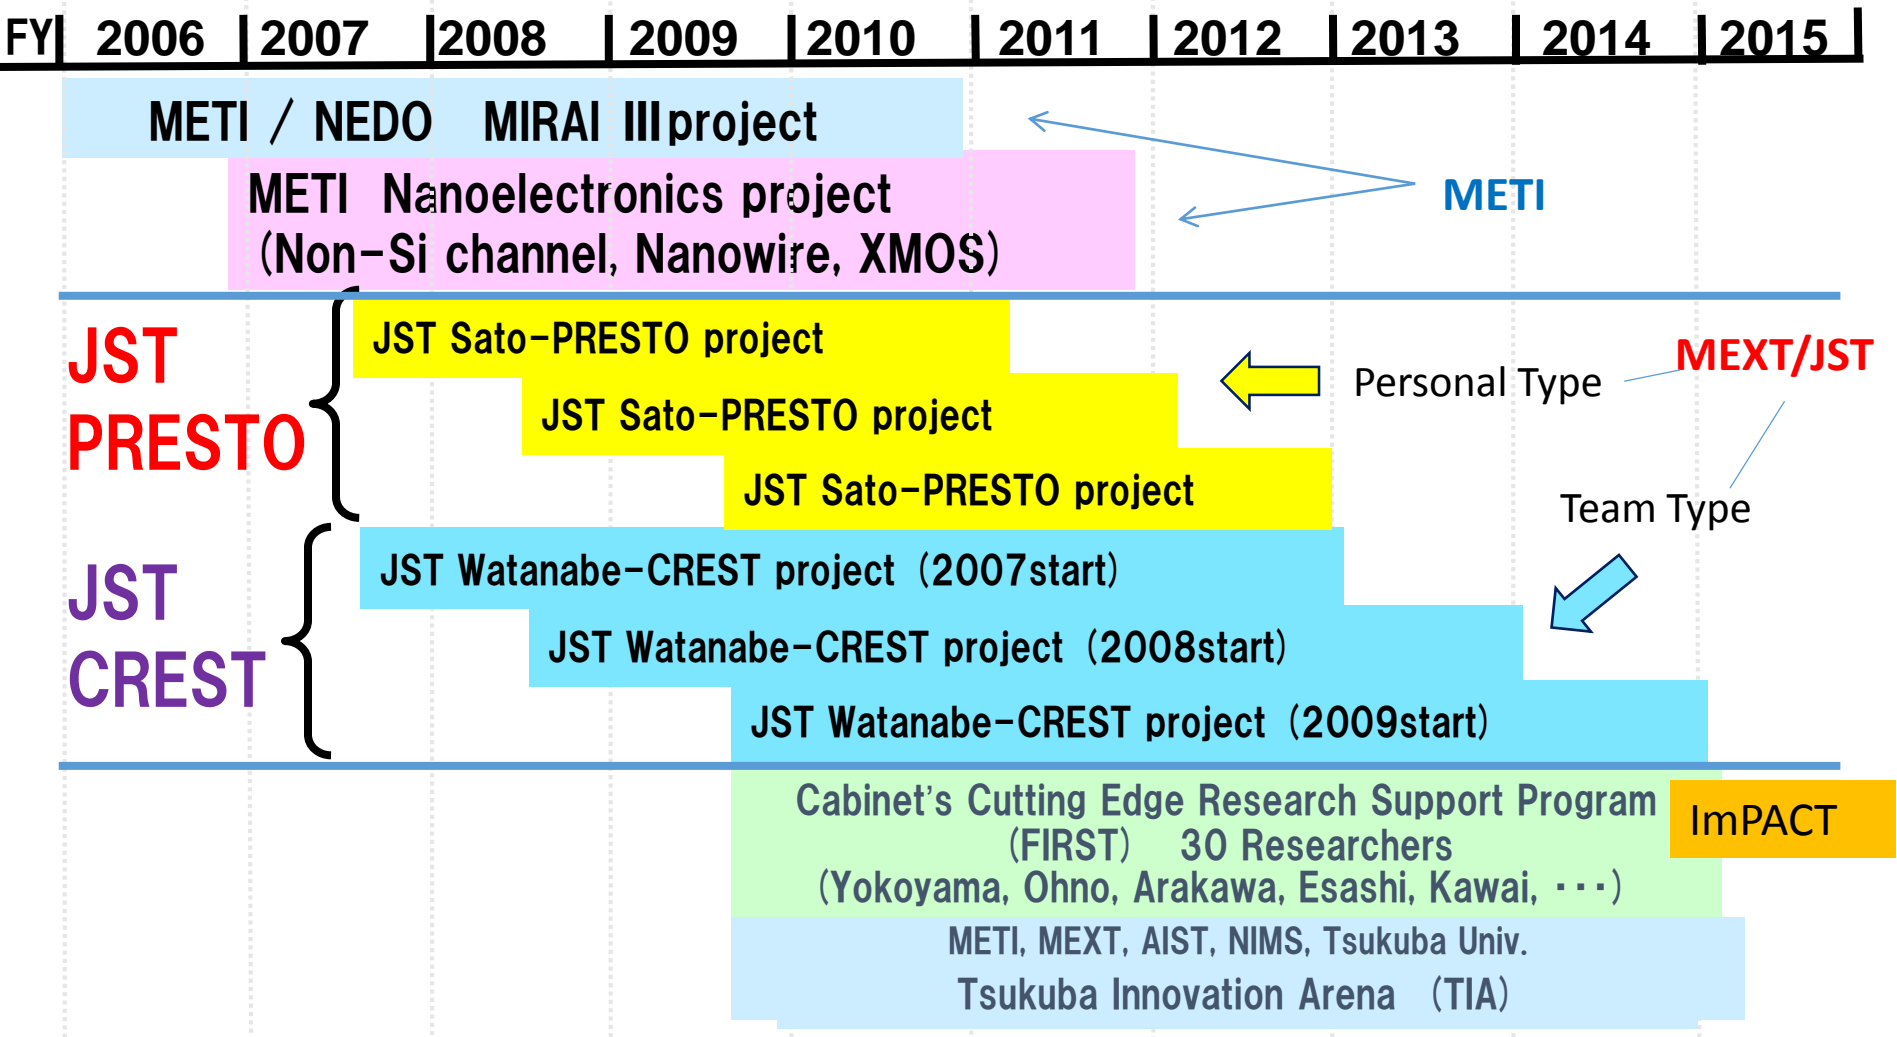 FY 2006 2007 2008 2009 2010 2011 2012 2013 2014 2015
METI / NEDO MIRAI III project
METI Nanoelectronics project
(Non-Si channel, Nanowire, XMOS)
METI
JST
PRESTO
JST Sato-PRESTO project
JST Sato-PRESTO project
JST Sato-PRESTO project
MEXT/JST
Personal Type
Team Type
JST
CREST
JST Watanabe-CREST project (2007start)
JST Watanabe-CREST project (2008start)
JST Watanabe-CREST project (2009start)
Cabinet's Cutting Edge Research Support Program
(FIRST) 30 Researchers
(Yokoyama, Ohno, Arakawa, Esashi, Kawai, ・・・)
ImPACT
METI, MEXT, AIST, NIMS, Tsukuba Univ.
Tsukuba Innovation Arena (TIA)